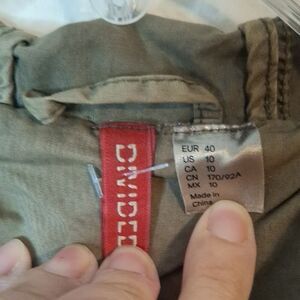 DIVIDED
EUR 40
US 10
CA 10
CN 170/92A
MX 10
Made in
China